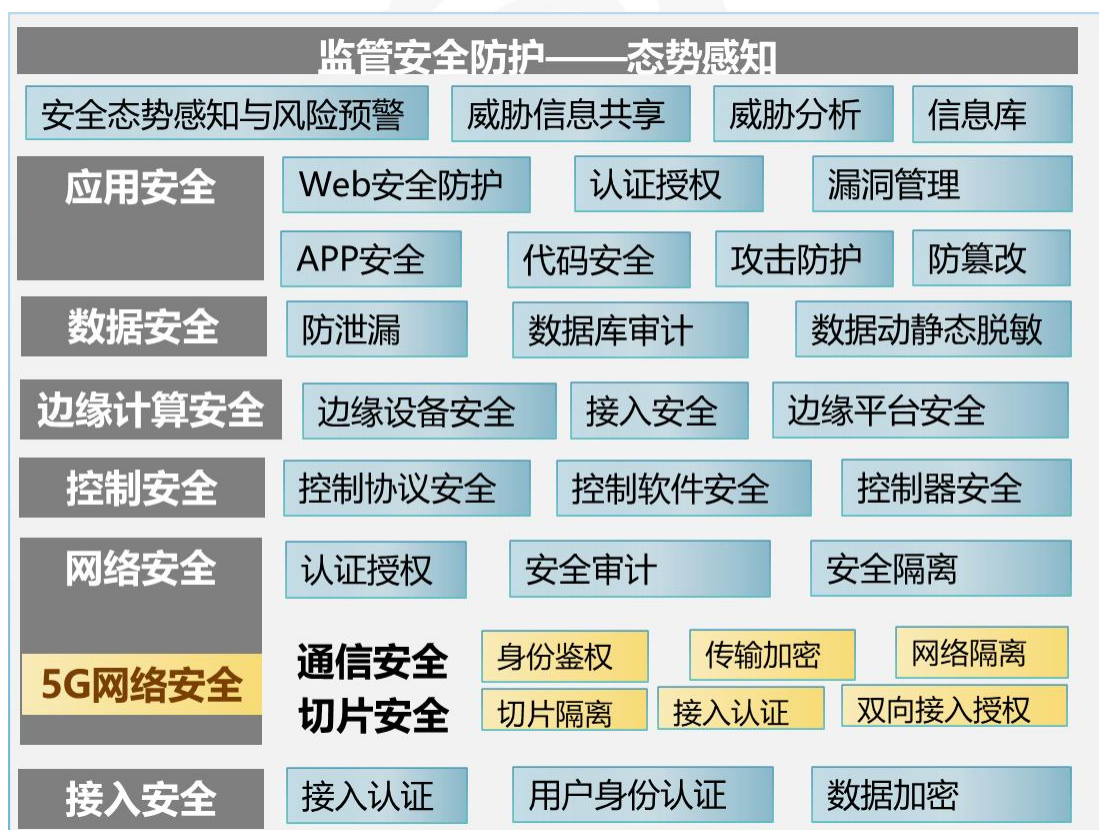 监管安全防护——态势感知
安全态势感知与风险预警 威胁信息共享 威胁分析 信息库
应用安全 Web安全防护 认证授权 漏洞管理
APP安全 代码安全 攻击防护 防篡改
数据安全 防泄漏 数据库审计 数据动静态脱敏
边缘计算安全 边缘设备安全 接入安全 边缘平台安全
控制安全 控制协议安全 控制软件安全 控制器安全
网络安全 认证授权 安全审计 安全隔离
5G网络安全 通信安全 身份鉴权 传输加密 网络隔离
切片安全 切片隔离 接入认证 双向接入授权
接入安全 接入认证 用户身份认证 数据加密